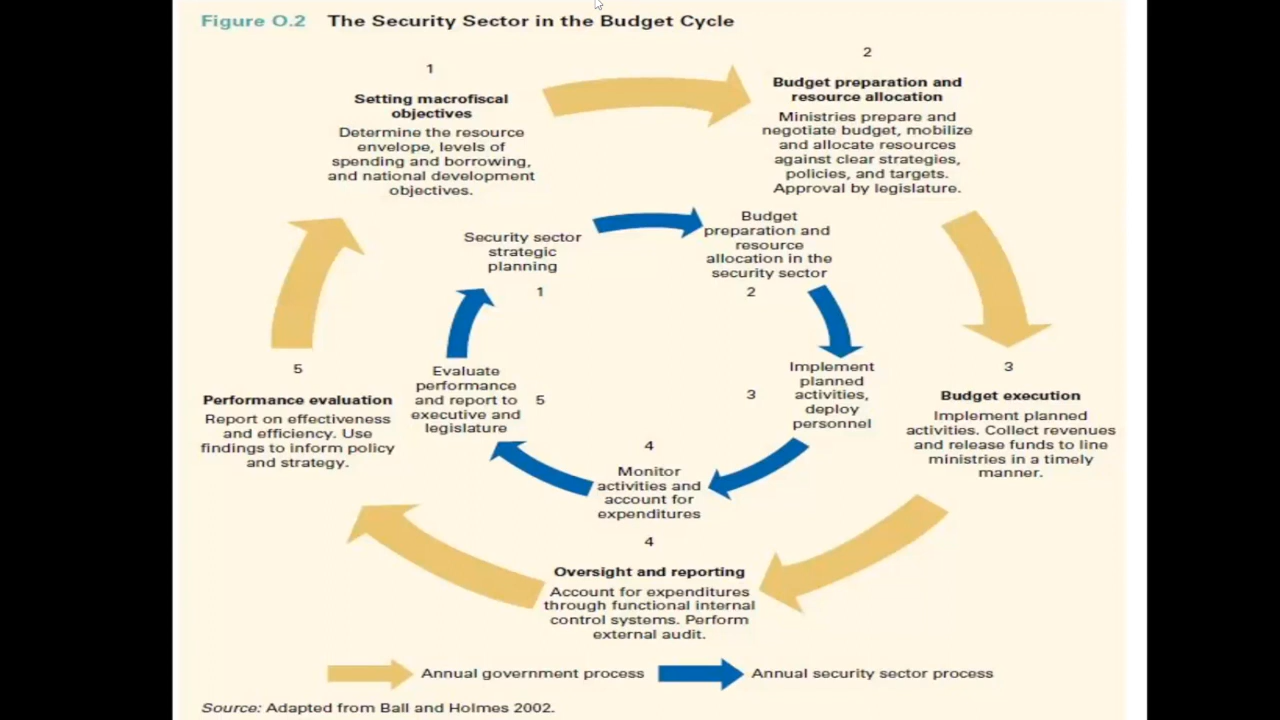 Figure O.2 The Security Sector in the Budget Cycle
1
Setting macrofiscal
objectives
Determine the resource
envelope, levels of
spending and borrowing,
and national development
objectives.
2
Budget preparation and
resource allocation
Ministries prepare and
negotiate budget, mobilize
and allocate resources
against clear strategies,
policies, and targets.
Approval by legislature.
Security sector
strategic
planning
1
Budget
preparation and
resource
allocation in the
security sector
2
5
Performance evaluation
Report on effectiveness
and efficiency. Use
findings to inform policy
and strategy.
Evaluate
performance
and report to
executive and
legislature
5
3
Implement
planned
activities,
deploy
personnel
3
Budget execution
Implement planned
activities. Collect revenues
and release funds to line
ministries in a timely
manner.
4
Monitor
activities and
account for
expenditures
4
Oversight and reporting
Account for expenditures
through functional internal
control systems. Perform
external audit.
Annual government process
Annual security sector process
Source: Adapted from Ball and Holmes 2002.